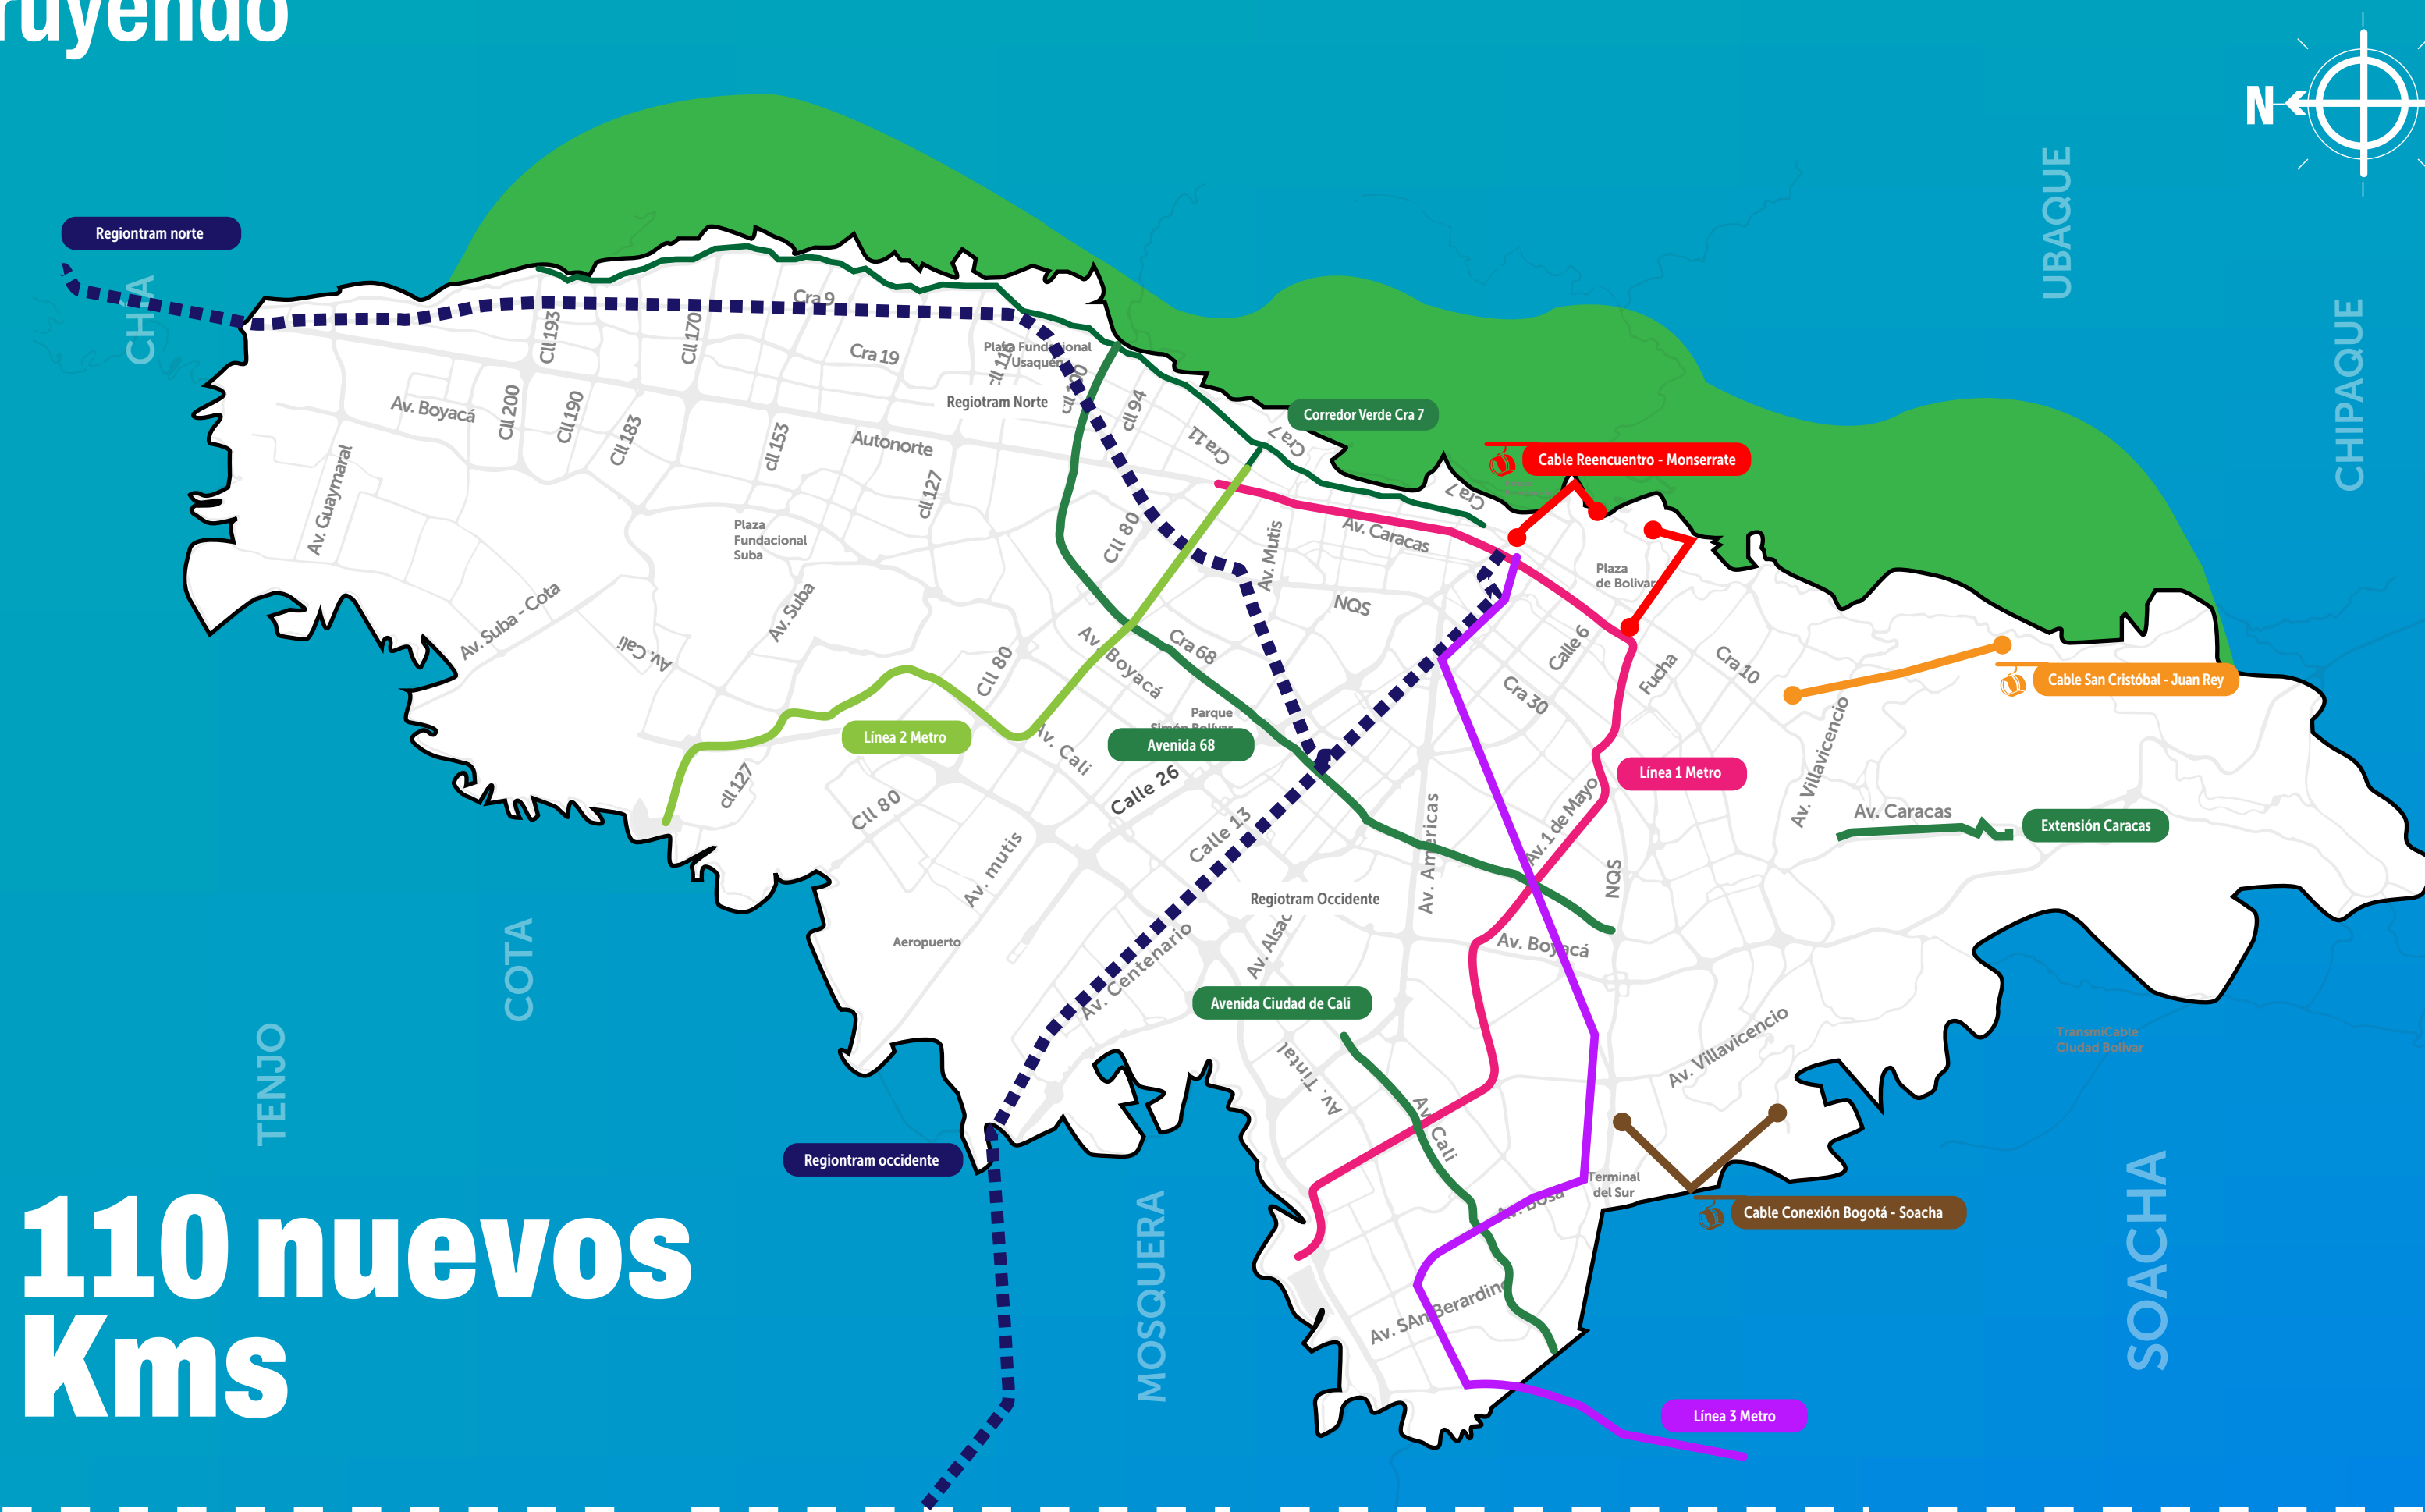 ruyendo
N
UBAQUE
CHIPAQUE
Regiontram norte
CHÍA
Cra 9
Cll 193
Cll 170
Cra 19
Plaza Fundacional
Usaquén
Regiotram Norte
cll 94
Cra 11
Cra 7
Corredor Verde Cra 7
Cable Reencuentro - Monserrate
Cra 7
Av. Boyacá
Cll 200
Cll 190
Cll 183
cll 153
Autonorte
cll 127
Av. Guaymaral
Plaza
Fundacional
Suba
Cll 80
Av. Mutis
Av. Caracas
NQS
Plaza
de Bolivar
Av. Suba - Cota
Av. Cali
Av. Suba
Cll 80
Av. Boyacá
Cra 68
Calle 6
Cra 30
Fucha
Cra 10
Cable San Cristóbal - Juan Rey
Parque
Simón Bolívar
Línea 2 Metro
Av. Cali
Avenida 68
Línea 1 Metro
Av. Villavicencio
cll 127
Cll 80
Calle 26
Calle 13
Av. Americas
Av. 1 de Mayo
Av. Caracas
Extensión Caracas
Av. mutis
NQS
Regiotram Occidente
Aeropuerto
Av. Centenario
Av. Alsac
Av. Boyacá
COTA
TENJO
Avenida Ciudad de Cali
Av. Tintal
Av. Villavicencio
TransmiCable
Ciudad Bolívar
Av. Cali
Regiontram occidente
Terminal
del Sur
Av. Bosa
Cable Conexión Bogotá - Soacha
SOACHA
MOSQUERA
110 nuevos
Kms
Av. SAn Berardino
Línea 3 Metro